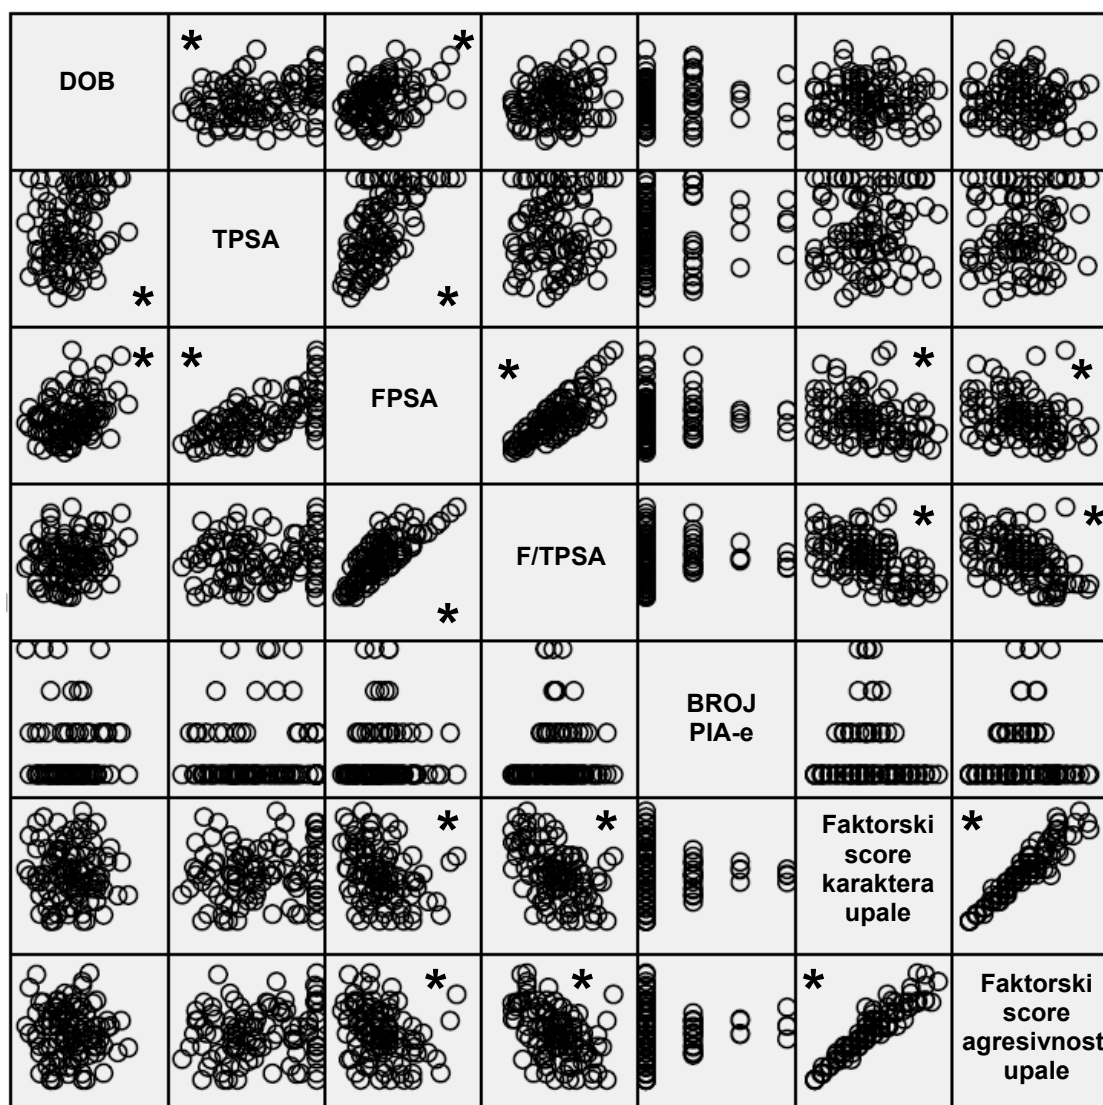 DOB
*
*
TPSA
*
*
*
*
FPSA
*
*
*
F/TPSA
*
*
*
BROJ
PIA-e
*
*
Faktorski
score
karaktera
upale
*
*
*
*
Faktorski
score
agresivnost
upale